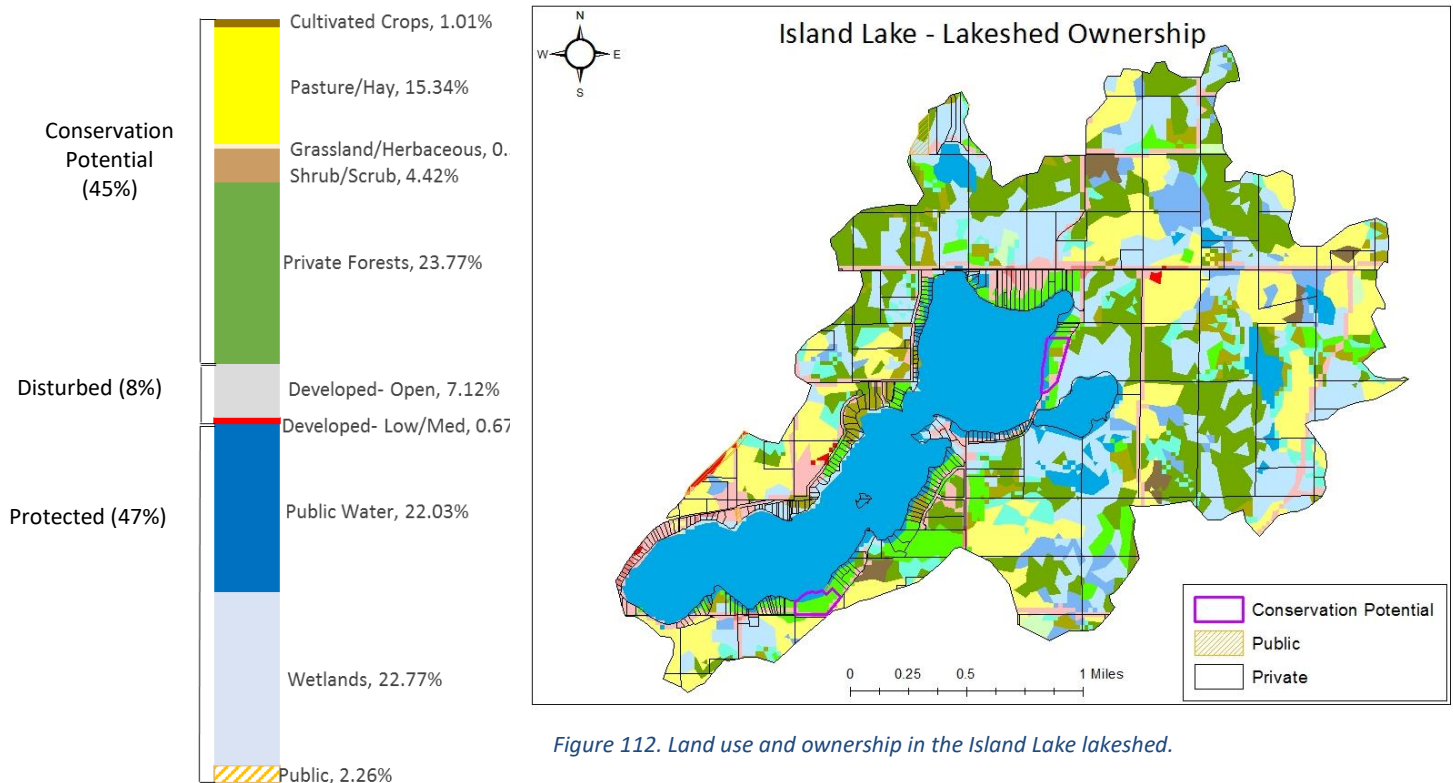 Cultivated Crops, 1.01%
Pasture/Hay, 15.34%
Conservation
Potential
(45%)
Grassland/Herbaceous, 0.
Shrub/Scrub, 4.42%
Private Forests, 23.77%
Disturbed (8%)
Developed- Open, 7.12%
Developed- Low/Med, 0.67
Protected (47%)
Public Water, 22.03%
Wetlands, 22.77%
Public, 2.26%
Island Lake - Lakeshed Ownership
N
W
E
S
Conservation Potential
Public
Private
0 0.25 0.5 1 Miles
Figure 112. Land use and ownership in the Island Lake lakeshed.